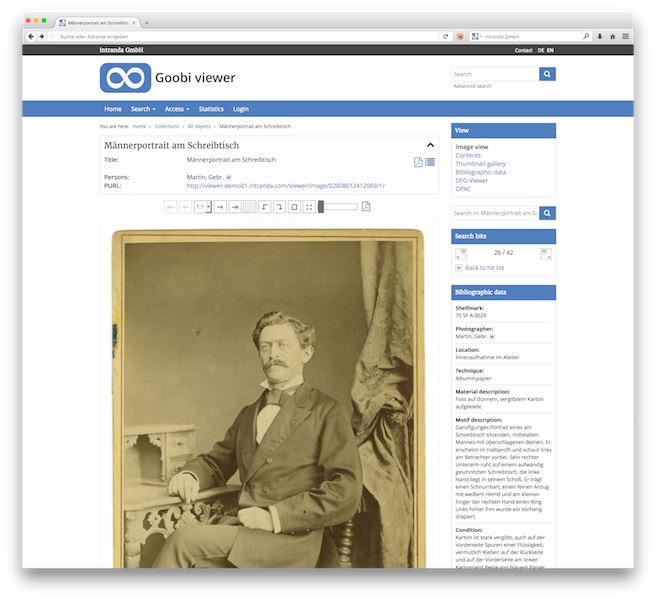 Männerportrait am Schreibtis
Suche oder Adresse eingeben
intranda GmbH
intranda GmbH
Contact DE EN
Goobi viewer
Search
Advanced search
Home Search Access Statistics Login
You are here: Home » Collections » All objects » Männerportrait am Schreibtisch
Männerportrait am Schreibtisch
Title: Männerportrait am Schreibtisch
Persons: Martin, Gebr.
PURL: http://viewer-demo01.intranda.com/viewer/image/02008012412069/1/
1:1
View
Image view
Contents
Thumbnail gallery
Bibliographic data
DFG-Viewer
OPAC
Search in: Männerportrait am Sc
Search hits
26 / 42
Back to hit list
Bibliographic data
Shelfmark:
75 SF A 0029
Photographer:
Martin, Gebr.
Location:
Innenaufnahme im Atelier
Technique:
Albuminpapier
Material description:
Foto auf dünnem, vergilbtem Karton
aufgeklebt
Motif description:
Ganzfiguriges Portrait eines am
Schreibtisch sitzenden, mittelalten
Mannes mit überschlagenen Beinen. Er
erscheint im Halbprofil und schaut links
am Betrachter vorbei. Sein rechter
Unterarm ruht auf einem aufwändig
geschnitzten Schreibtisch, die linke
Hand liegt in seinem Schoß. Er trägt
einen Schnurrbart, einen feinen Anzug
mit weißem Hemd und am kleinen
Finger der rechten Hand einen Ring.
Links hinter ihm wurde ein Vorhang
drapiert.
Condition:
Karton ist stark vergilbt, auch auf der
Vorderseite Spuren einer Flüssigkeit,
vermutlich Kleber; auf der Rückseite
und auf der Vorderseite am linken
Kartonrand Reste von blauem Papier